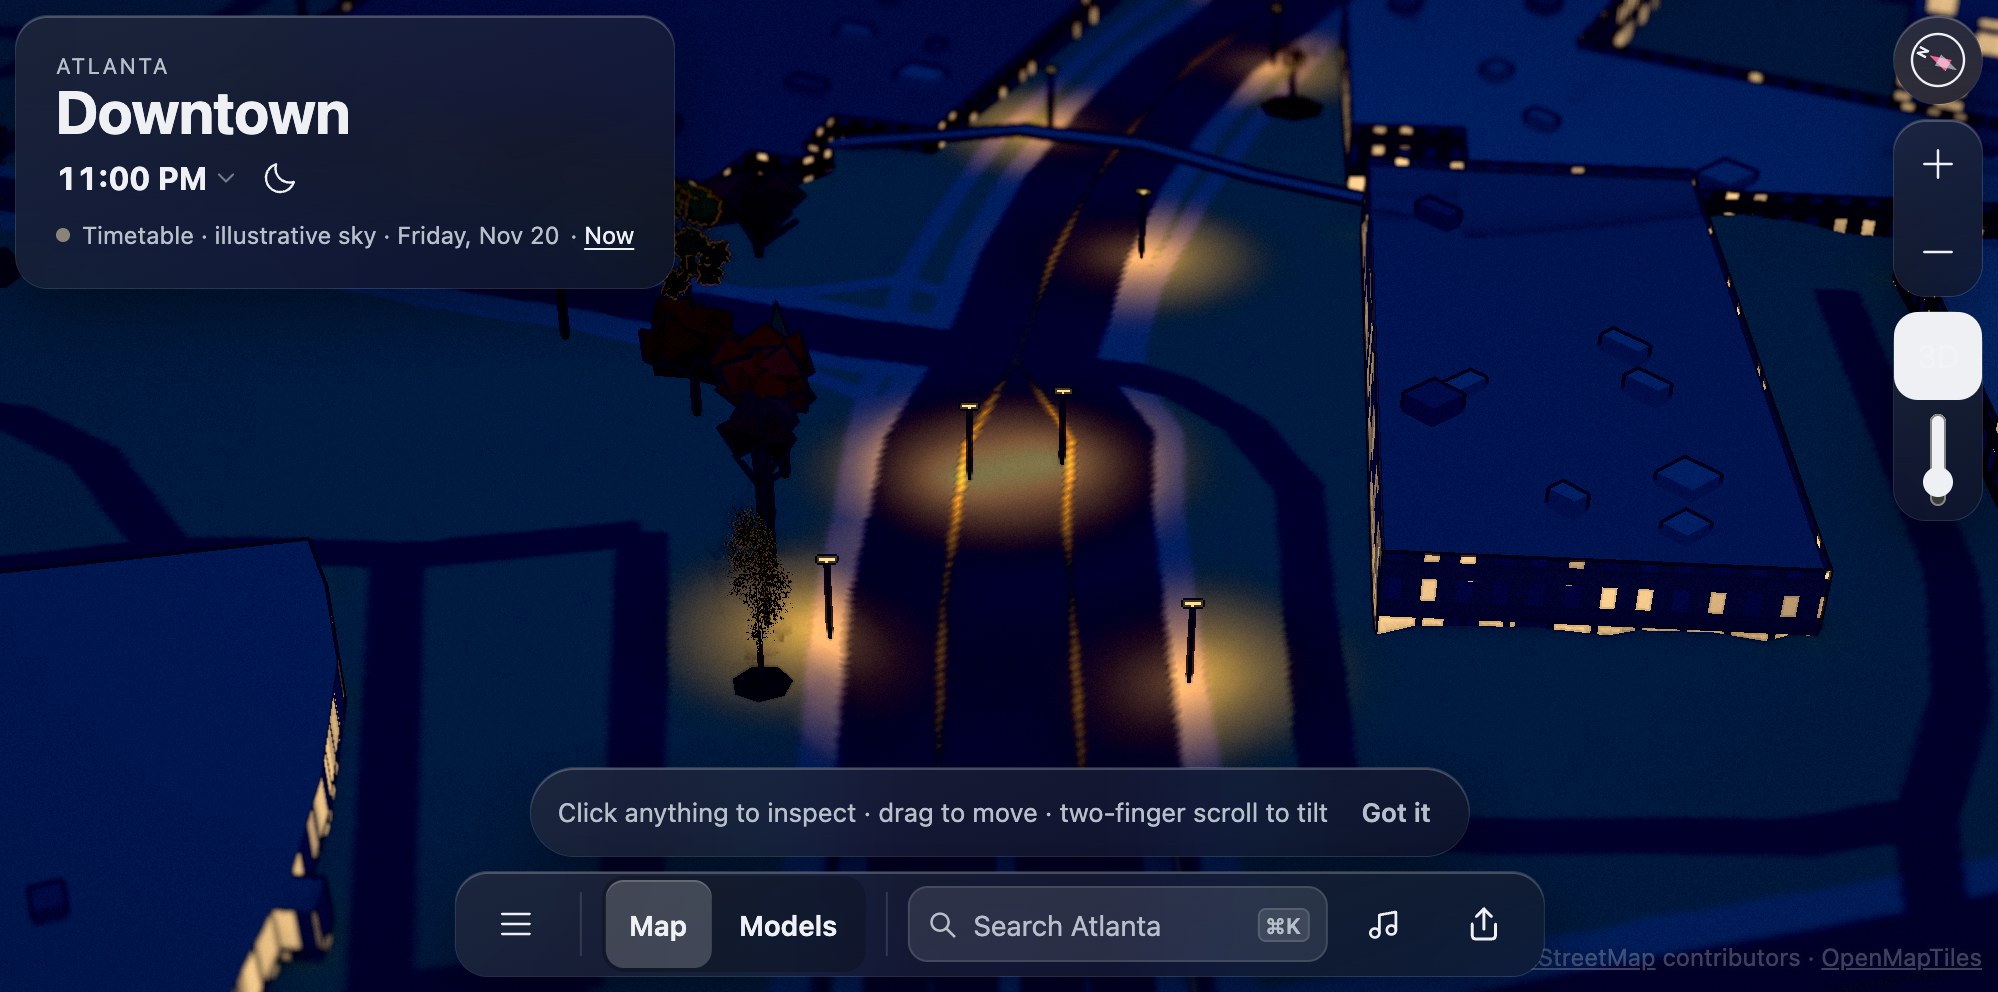 ATLANTA
Downtown
11:00 PM
Timetable · illustrative sky · Friday, Nov 20 · Now
N
3D
Click anything to inspect · drag to move · two-finger scroll to tilt Got it
Map Models Search Atlanta ⌘K
StreetMap contributors · OpenMapTiles